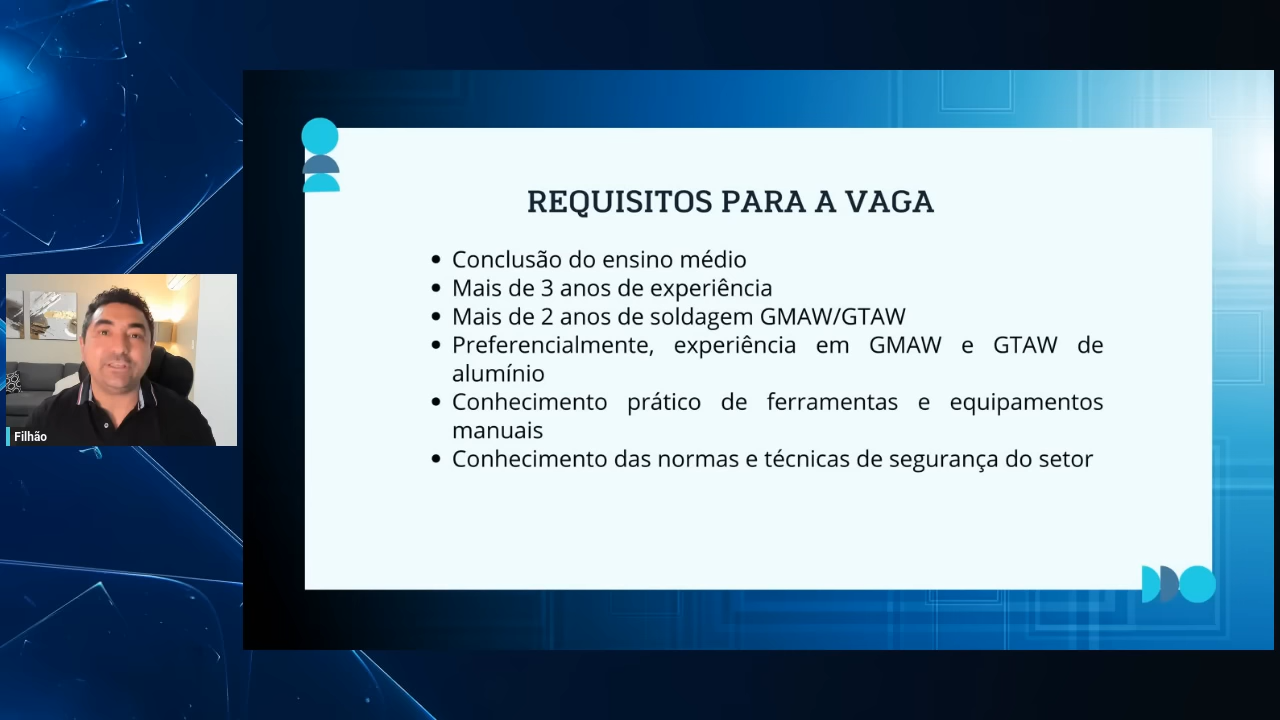 REQUISITOS PARA A VAGA
Conclusão do ensino médio
Mais de 3 anos de experiência
Mais de 2 anos de soldagem GMAW/GTAW
Preferencialmente, experiência em GMAW e GTAW de
alumínio
Conhecimento prático de ferramentas e equipamentos
manuais
Conhecimento das normas e técnicas de segurança do setor
Filhão